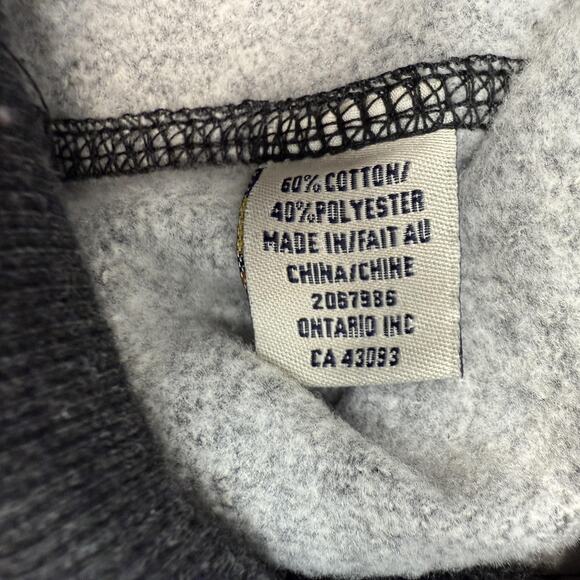 60% COTTON/
40% POLYESTER
MADE IN/FAIT AU
CHINA/CHINE
2067986
ONTARIO INC
CA 43093